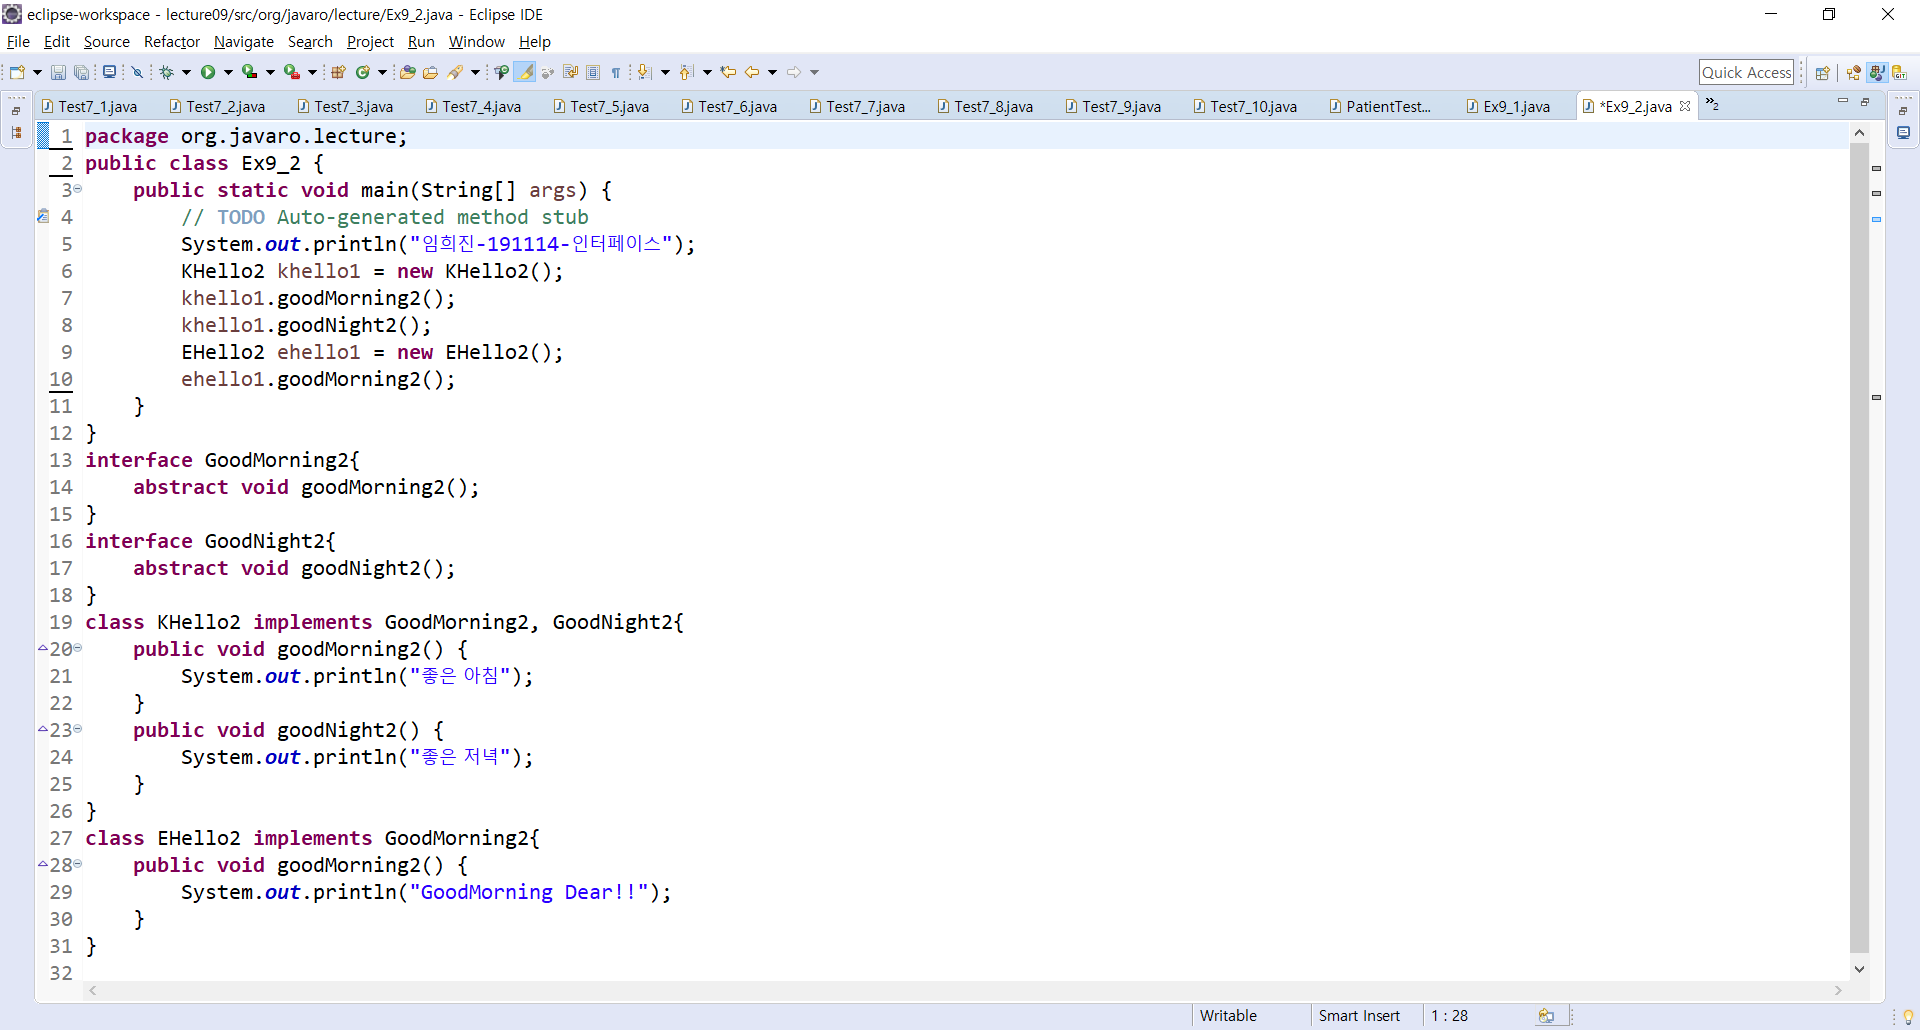 eclipse-workspace - lecture09/src/org/javaro/lecture/Ex9_2.java - Eclipse IDE
File Edit Source Refactor Navigate Search Project Run Window Help
Quick Access
Test7_1.java Test7_2.java Test7_3.java Test7_4.java Test7_5.java Test7_6.java Test7_7.java Test7_8.java Test7_9.java Test7_10.java PatientTest... Ex9_1.java *Ex9_2.java »2
1 package org.javaro.lecture;
2 public class Ex9_2 {
3     public static void main(String[] args) {
4         // TODO Auto-generated method stub
5         System.out.println("임희진-191114-인터페이스");
6         KHello2 khello1 = new KHello2();
7         khello1.goodMorning2();
8         khello1.goodNight2();
9         EHello2 ehello1 = new EHello2();
10         ehello1.goodMorning2();
11     }
12 }
13 interface GoodMorning2{
14     abstract void goodMorning2();
15 }
16 interface GoodNight2{
17     abstract void goodNight2();
18 }
19 class KHello2 implements GoodMorning2, GoodNight2{
20     public void goodMorning2() {
21         System.out.println("좋은 아침");
22     }
23     public void goodNight2() {
24         System.out.println("좋은 저녁");
25     }
26 }
27 class EHello2 implements GoodMorning2{
28     public void goodMorning2() {
29         System.out.println("GoodMorning Dear!!");
30     }
31 }
32
Writable Smart Insert 1 : 28